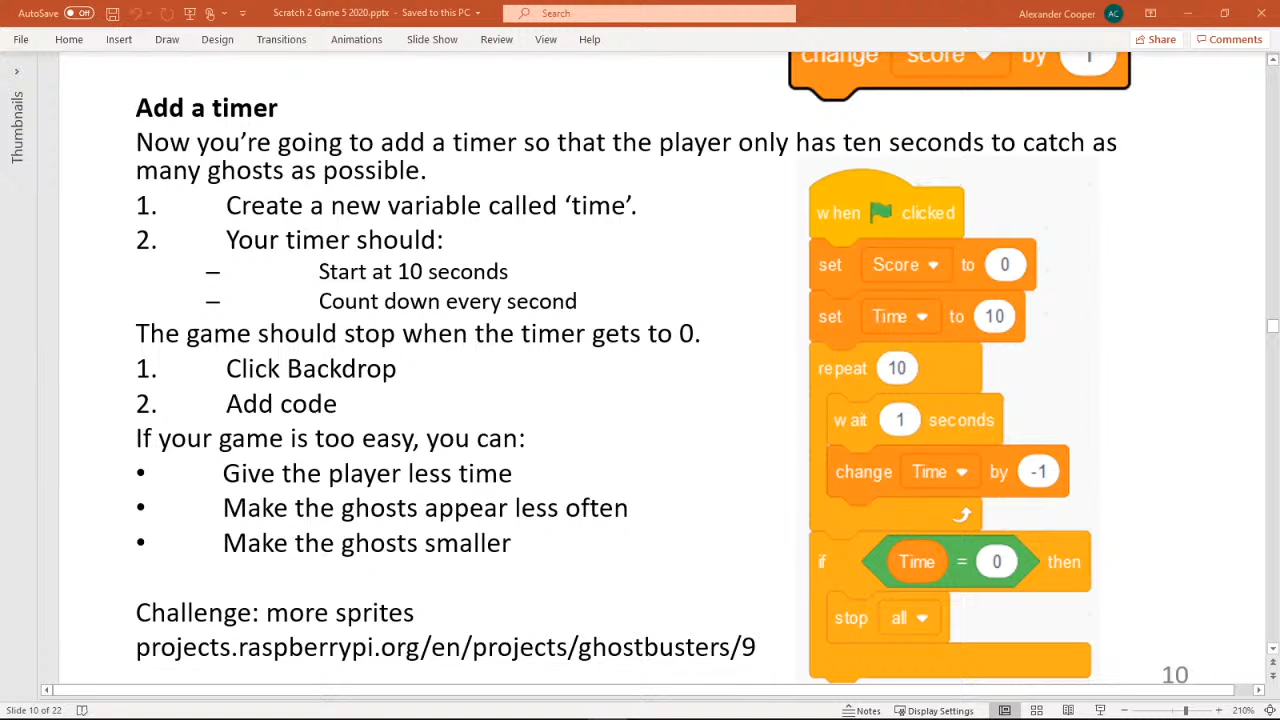 AutoSave Off Scratch 2 Game 5 2020.pptx - Saved to this PC Search Alexander Cooper AC
File Home Insert Draw Design Transitions Animations Slide Show Review View Help Share Comments
Thumbnails
change score by 1
Add a timer
Now you're going to add a timer so that the player only has ten seconds to catch as
many ghosts as possible.
1. Create a new variable called ‘time’.
2. Your timer should:
– Start at 10 seconds
– Count down every second
The game should stop when the timer gets to 0.
1. Click Backdrop
2. Add code
If your game is too easy, you can:
• Give the player less time
• Make the ghosts appear less often
• Make the ghosts smaller
Challenge: more sprites
projects.raspberrypi.org/en/projects/ghostbusters/9
when clicked
set Score to 0
set Time to 10
repeat 10
wait 1 seconds
change Time by -1
if Time = 0 then
stop all
10
Slide 10 of 22 Notes Display Settings 210%